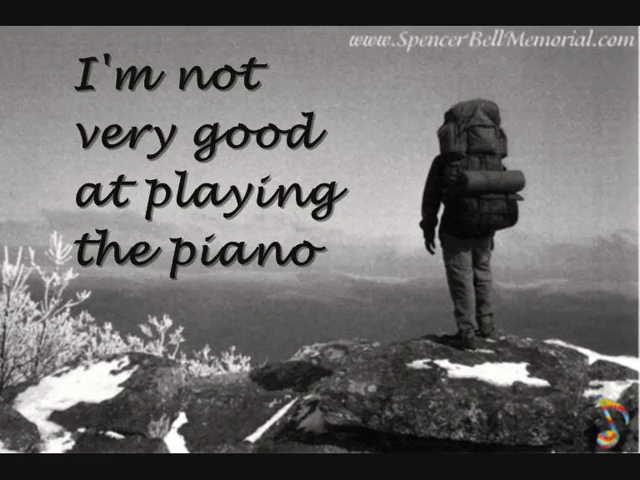 www.SpencerBellMemorial.com
I'm not
very good
at playing
the piano